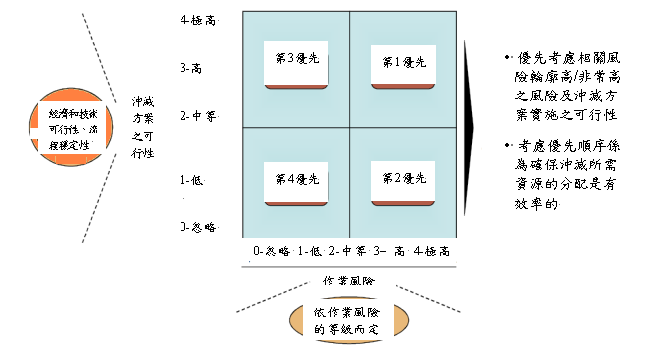 經濟和技術
可行性、流
程穩定性
沖減
方案
之可
行性
4-極高
3-高
2-中等
1-低
0-忽略
第3優先
第1優先
第4優先
第2優先
0-忽略 1-低 2-中等 3– 高 4-極高
作業風險
依作業風險
的等級而定
• 優先考慮相關風
險輪廓高/非常高
之風險及沖減方
案實施之可行性
• 考慮優先順序係
為確保沖減所需
資源的分配是有
效率的